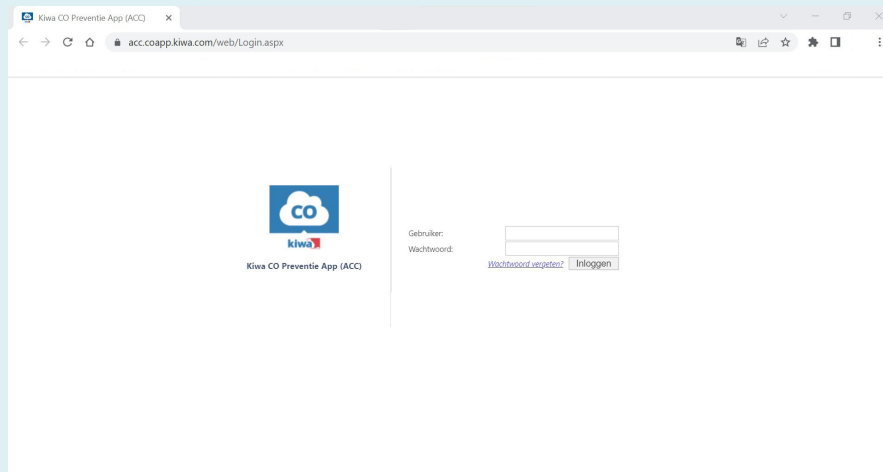 Kiwa CO Preventie App (ACC)
acc.coapp.kiwa.com/web/Login.aspx
CO
kiwa
Kiwa CO Preventie App (ACC)
Gebruiker:
Wachtwoord:
Wachtwoord vergeten? Inloggen